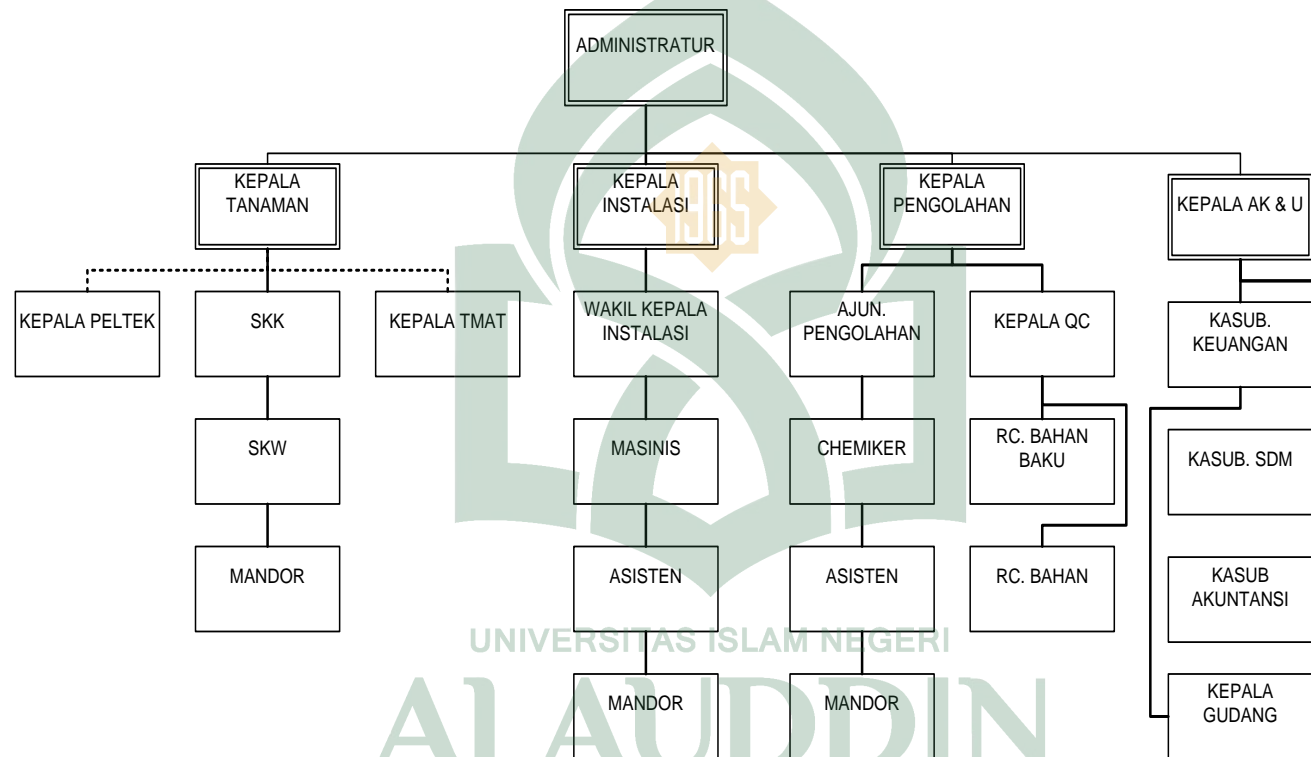 ADMINISTRATUR
KEPALA
TANAMAN
KEPALA
INSTALASI
KEPALA
PENGOLAHAN
KEPALA AK & U
1965
KEPALA PELTEK
SKK
KEPALA TMAT
WAKIL KEPALA
INSTALASI
AJUN.
PENGOLAHAN
KEPALA QC
KASUB.
KEUANGAN
SKW
MASINIS
CHEMIKER
RC. BAHAN
BAKU
KASUB. SDM
MANDOR
ASISTEN
ASISTEN
RC. BAHAN
KASUB
AKUNTANSI
UNIVERSITAS ISLAM NEGERI
MANDOR
MANDOR
KEPALA
GUDANG
ALAUDDIN